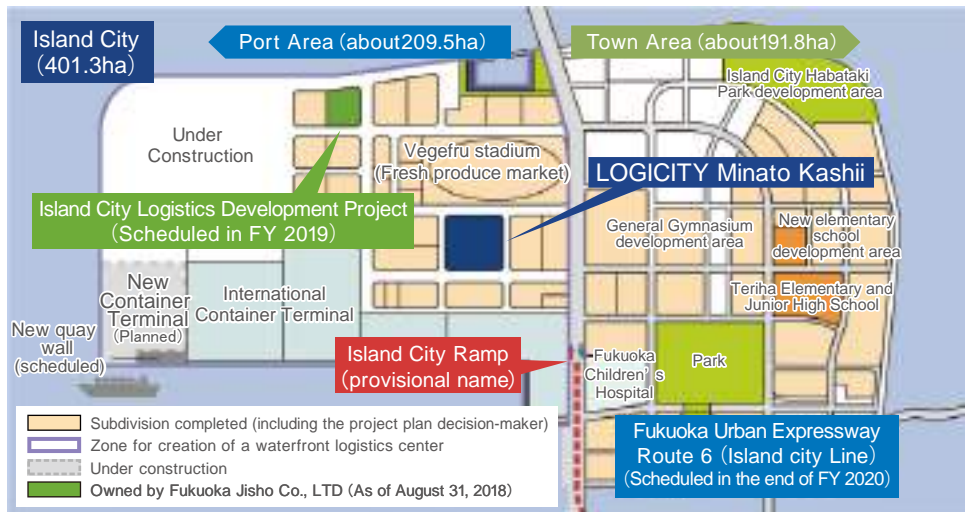 Island City
(401.3ha)
Port Area (about209.5ha)
Town Area (about191.8ha)
Island City Habataki
Park development area
Under
Construction
Vegefru stadium
(Fresh produce market)
LOGICITY Minato Kashii
Island City Logistics Development Project
(Scheduled in FY 2019)
General Gymnasium
development area
New elementary
school
development area
Teriha Elementary and
Junior High School
New
Container
Terminal
(Planned)
International
Container Terminal
New quay
wall
(scheduled)
Island City Ramp
(provisional name)
Fukuoka
Children's
Hospital
Park
Subdivision completed (including the project plan decision-maker)
Zone for creation of a waterfront logistics center
Under construction
Owned by Fukuoka Jisho Co., LTD (As of August 31, 2018)
Fukuoka Urban Expressway
Route 6 (Island city Line)
(Scheduled in the end of FY 2020)